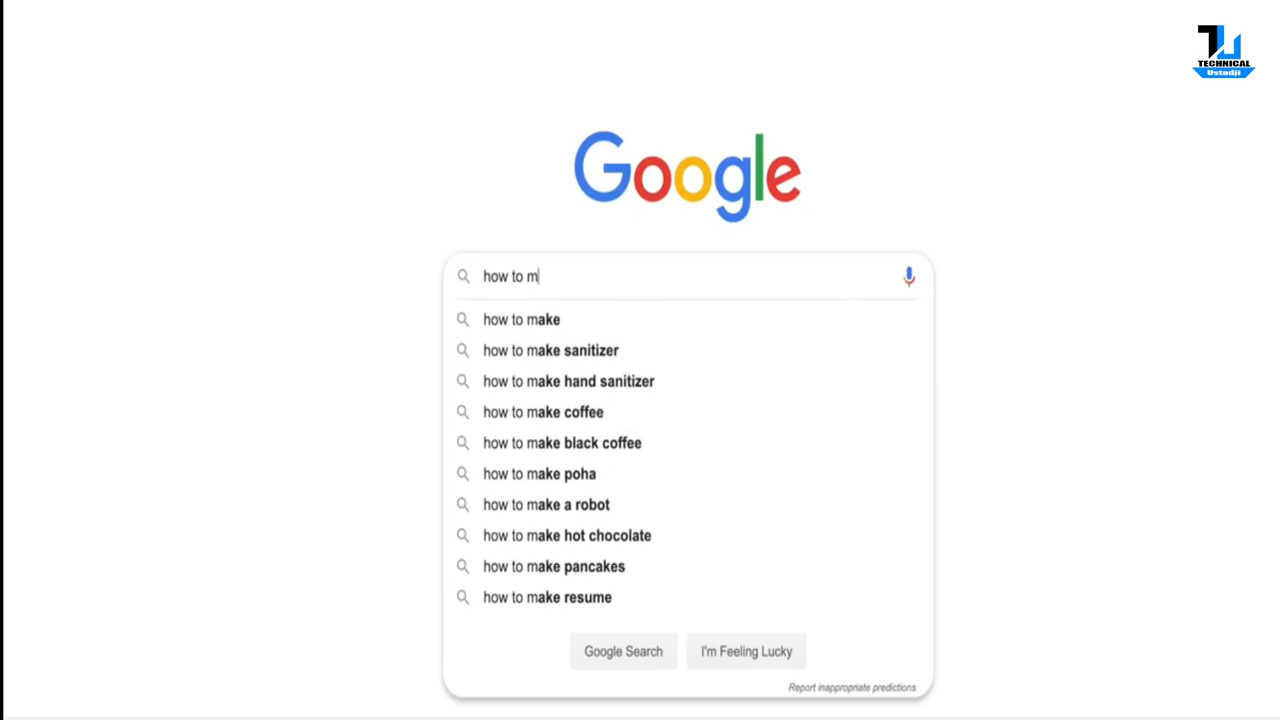 TECHNICAL
Ustadji
Google
how to m
how to make
how to make sanitizer
how to make hand sanitizer
how to make coffee
how to make black coffee
how to make poha
how to make a robot
how to make hot chocolate
how to make pancakes
how to make resume
Google Search
I'm Feeling Lucky
Report inappropriate predictions